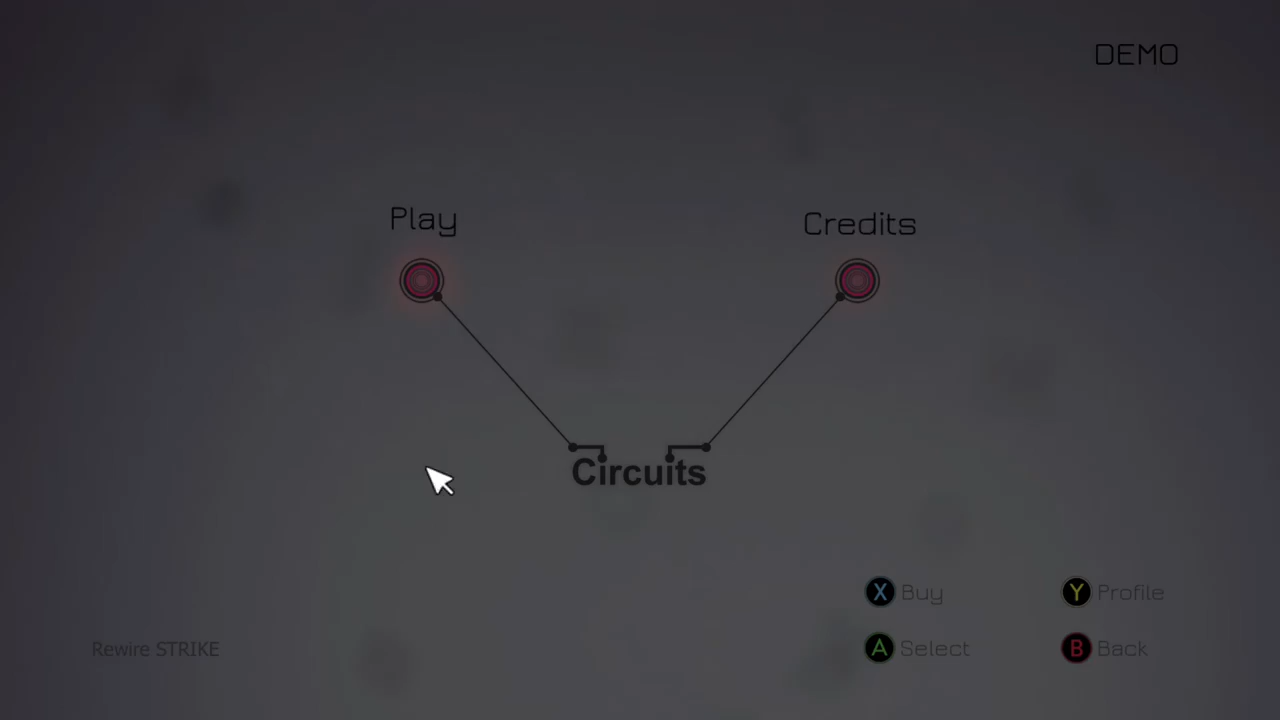 DEMO
Play
Credits
Circuits
X Buy
Y Profile
Rewire STRIKE
A Select
B Back